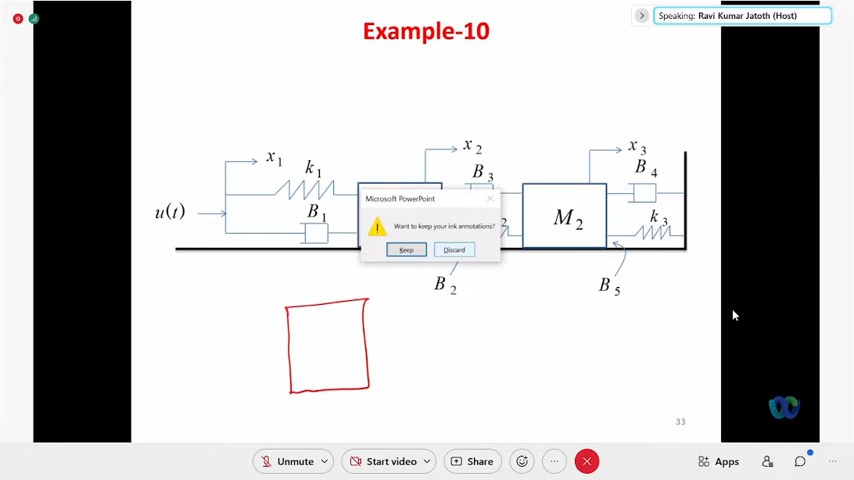 Speaking: Ravi Kumar Jatoth (Host)
Example-10
x1
x2
x3
k1
B3
B4
Microsoft PowerPoint
u(t)
B1
Want to keep your ink annotations?
2
M2
k3
Keep
Discard
B2
B5
33
Unmute
Start video
Share
Apps